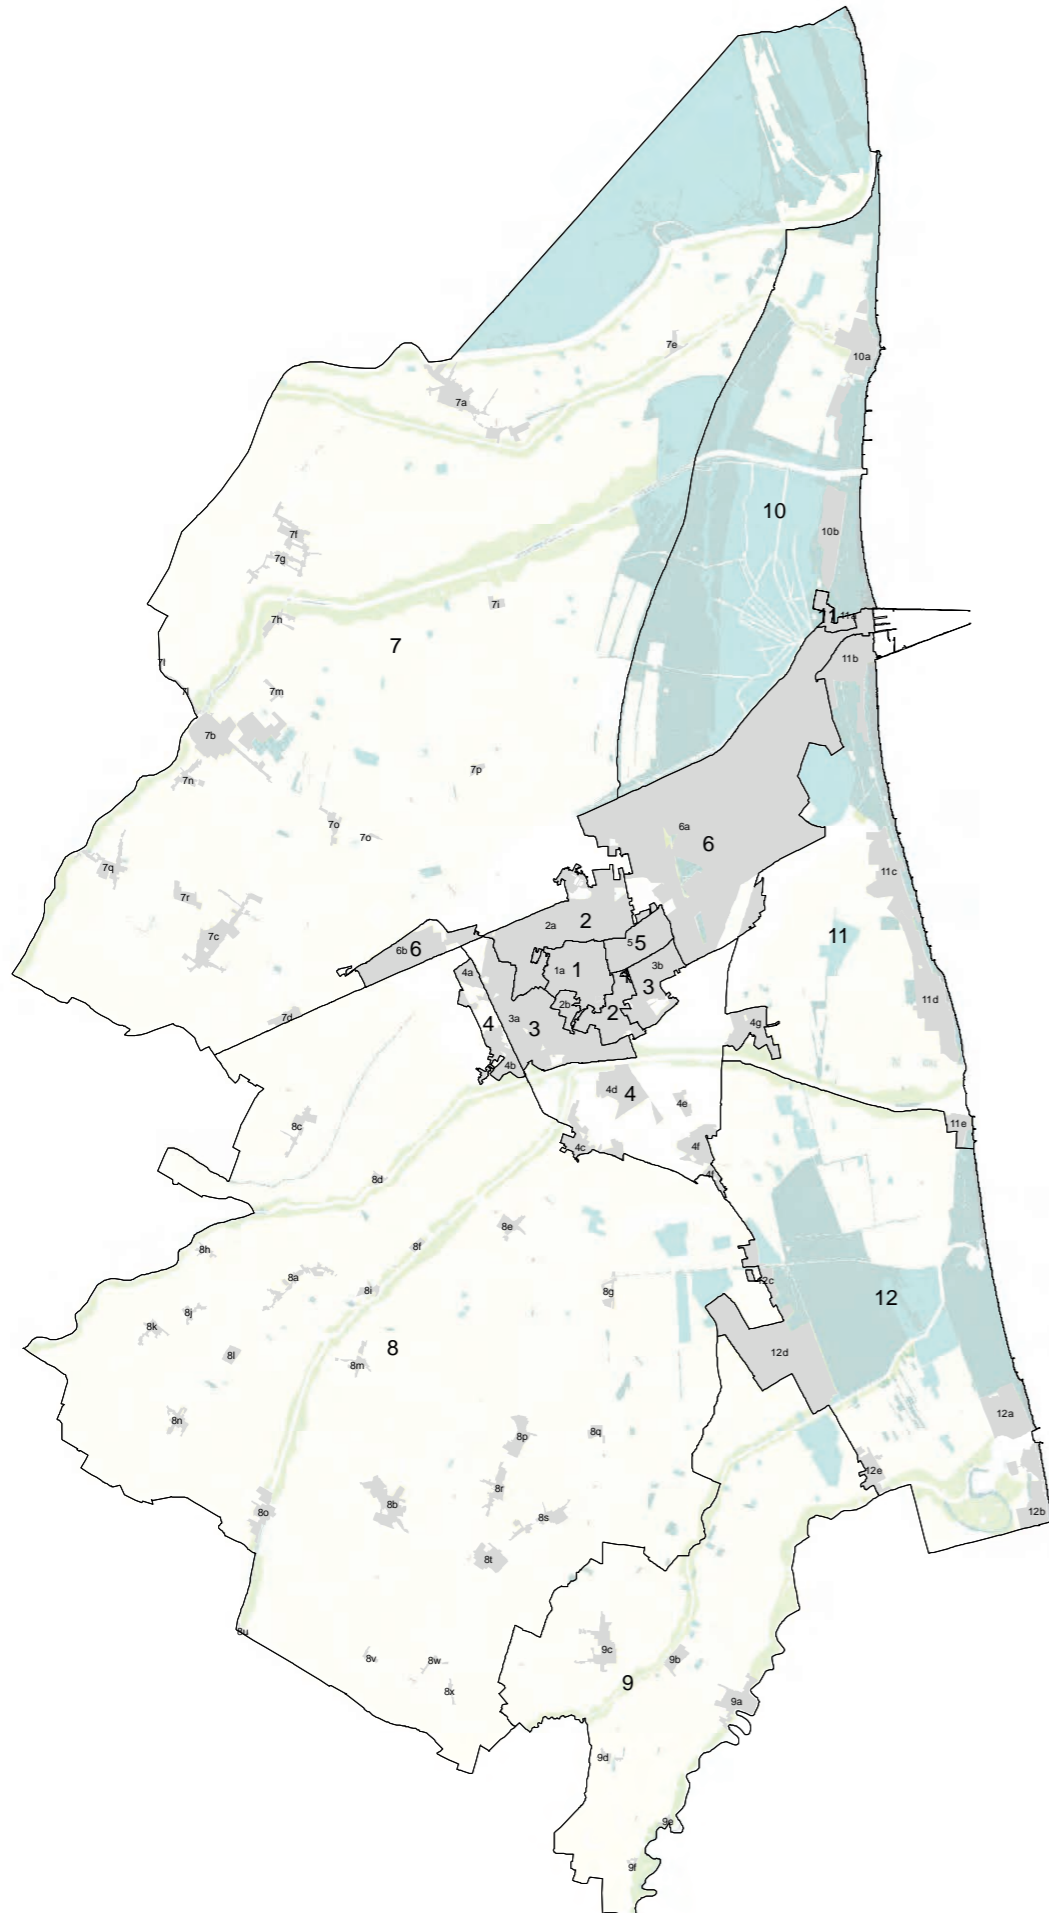 7e
10a
7a
10
7f
10b
7g
7i
11
11a
7h
7
11b
7l
7l
7m
7b
7p
7n
7o
6a
7o
6
7q
11c
7r
2a
2
7c
11
5
5
6b
6
3b
1a
1
4a
4
3
11d
2b
2
3a
4g
4
3
4b
4d
4
4e
7d
11e
8c
4c
4f
4f
8d
8e
8f
8h
8a
12c
8i
8g
12
8j
8k
8
12d
8l
8m
12a
8n
8q
8p
12e
8r
8b
12b
8o
8s
8t
8u
9c
8v
8w
9b
9
8x
9a
9d
9e
9f